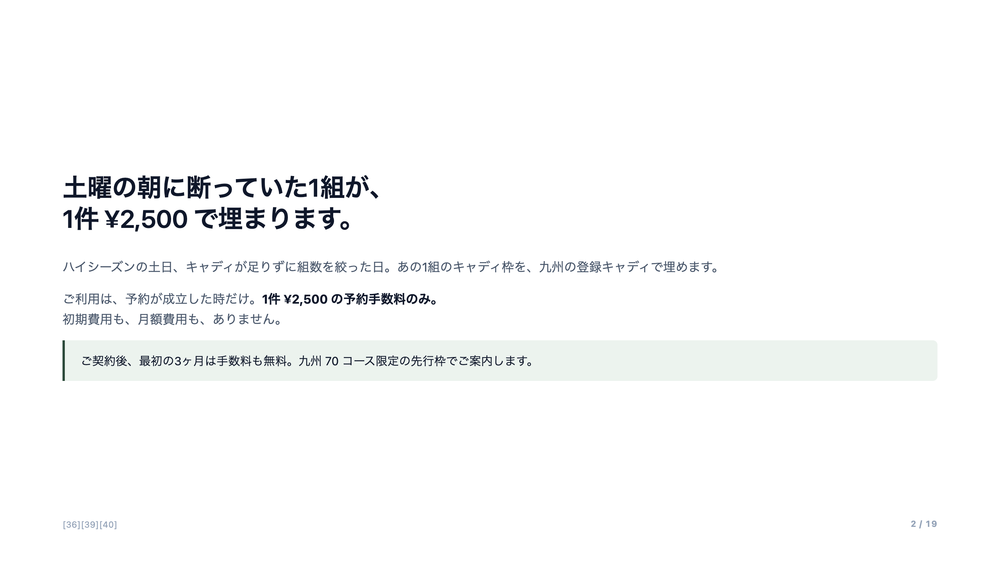 土曜の朝に断っていた1組が、
1件 ¥2,500 で埋まります。
ハイシーズンの土日、キャディが足りずに組数を絞った日。あの1組のキャディ枠を、九州の登録キャディで埋めます。
ご利用は、予約が成立した時だけ。1件 ¥2,500 の予約手数料のみ。
初期費用も、月額費用も、ありません。
ご契約後、最初の3ヶ月は手数料も無料。九州 70 コース限定の先行枠でご案内します。
[36][39][40]
2 / 19